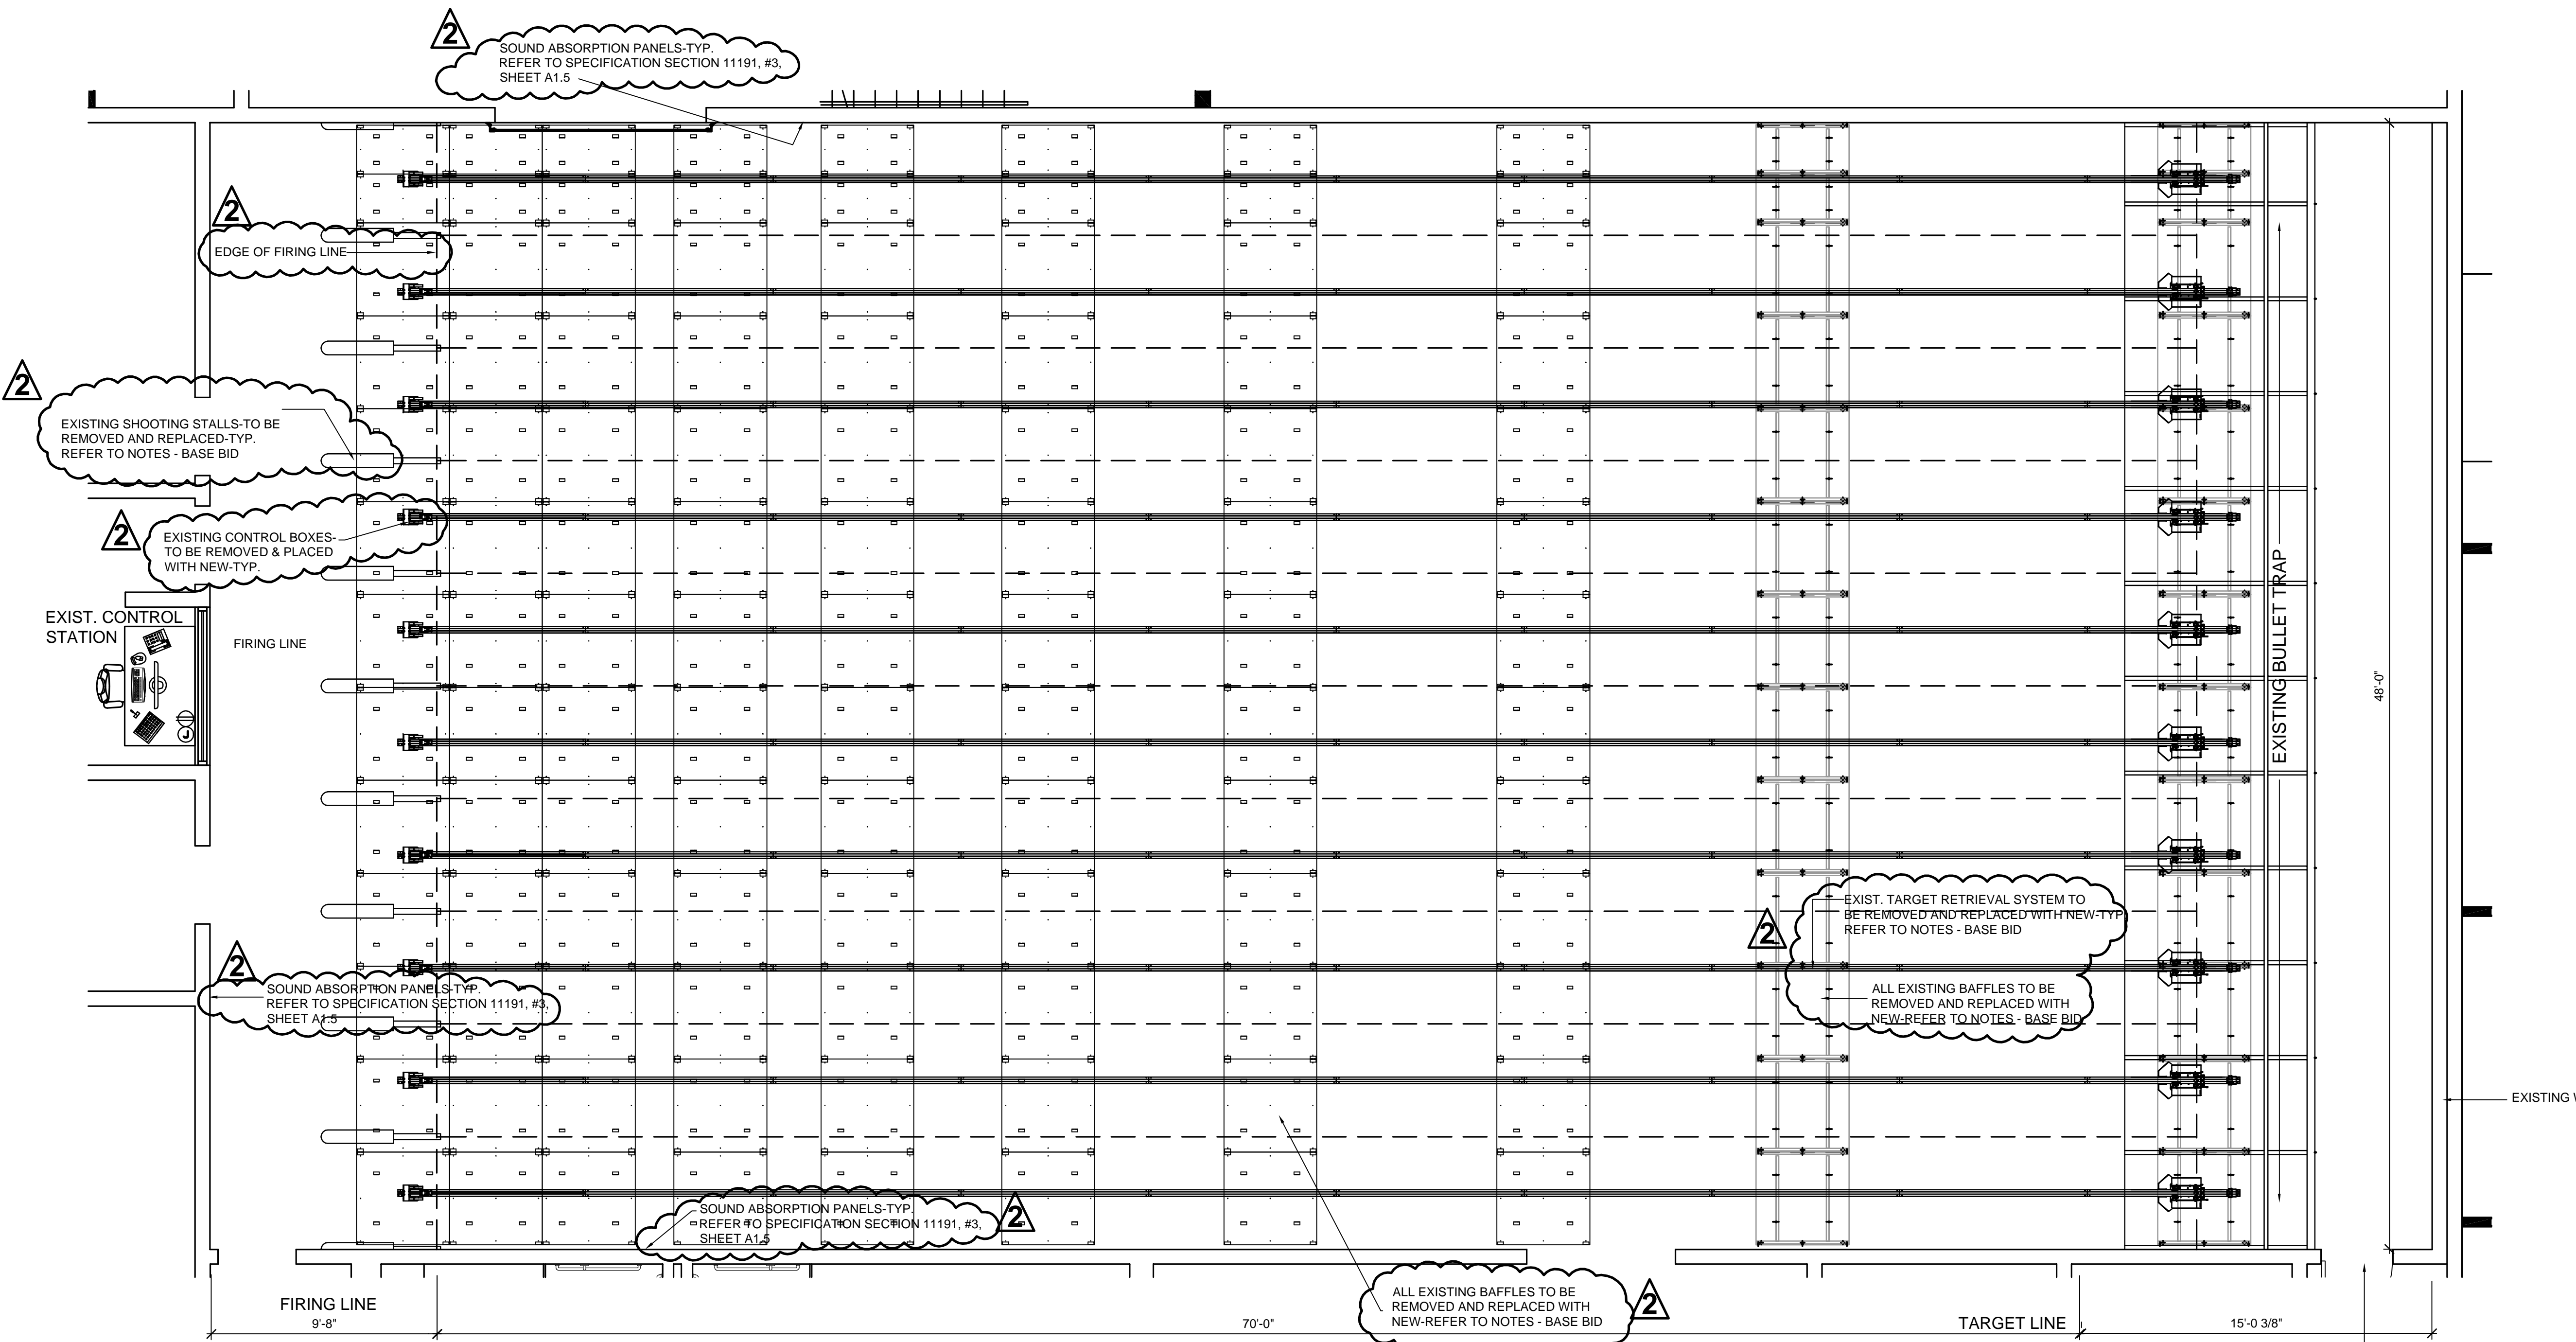 2
SOUND ABSORPTION PANELS-TYP.
REFER TO SPECIFICATION SECTION 11191, #3,
SHEET A1.5
2
EDGE OF FIRING LINE
2
EXISTING SHOOTING STALLS-TO BE
REMOVED AND REPLACED-TYP.
REFER TO NOTES - BASE BID
2
EXISTING CONTROL BOXES-
TO BE REMOVED & PLACED
WITH NEW-TYP.
EXIST. CONTROL
STATION
FIRING LINE
J
EXISTING BULLET TRAP
48'-0"
2
EXIST. TARGET RETRIEVAL SYSTEM TO
BE REMOVED AND REPLACED WITH NEW-TYP
REFER TO NOTES - BASE BID
ALL EXISTING BAFFLES TO BE
REMOVED AND REPLACED WITH
NEW-REFER TO NOTES - BASE BID
2
SOUND ABSORPTION PANELS-TYP.
REFER TO SPECIFICATION SECTION 11191, #3,
SHEET A1.5
EXISTING
2
SOUND ABSORPTION PANELS-TYP.
REFER TO SPECIFICATION SECTION 11191, #3,
SHEET A1.5
2
ALL EXISTING BAFFLES TO BE
REMOVED AND REPLACED WITH
NEW-REFER TO NOTES - BASE BID
FIRING LINE
9'-8"
70'-0"
TARGET LINE
15'-0 3/8"